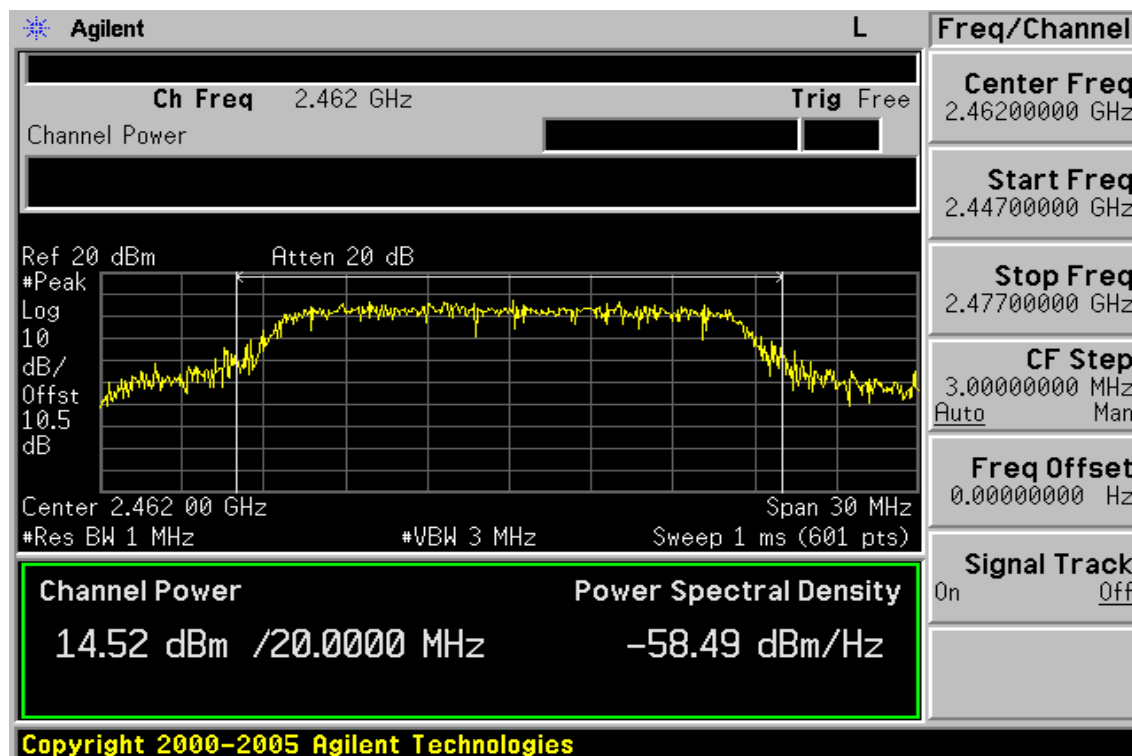 Agilent L Freq/Channel
Ch Freq 2.462 GHz Trig Free
Channel Power
Center Freq
2.46200000 GHz
Start Freq
2.44700000 GHz
Stop Freq
2.47700000 GHz
CF Step
3.00000000 MHz
Auto Man
Freq Offset
0.00000000 Hz
Signal Track
On Off
Ref 20 dBm Atten 20 dB
#Peak
Log
10
dB/
Offst
10.5
dB
Center 2.462 00 GHz Span 30 MHz
#Res BW 1 MHz #VBW 3 MHz Sweep 1 ms (601 pts)
Channel Power Power Spectral Density
14.52 dBm /20.0000 MHz -58.49 dBm/Hz
Copyright 2000-2005 Agilent Technologies